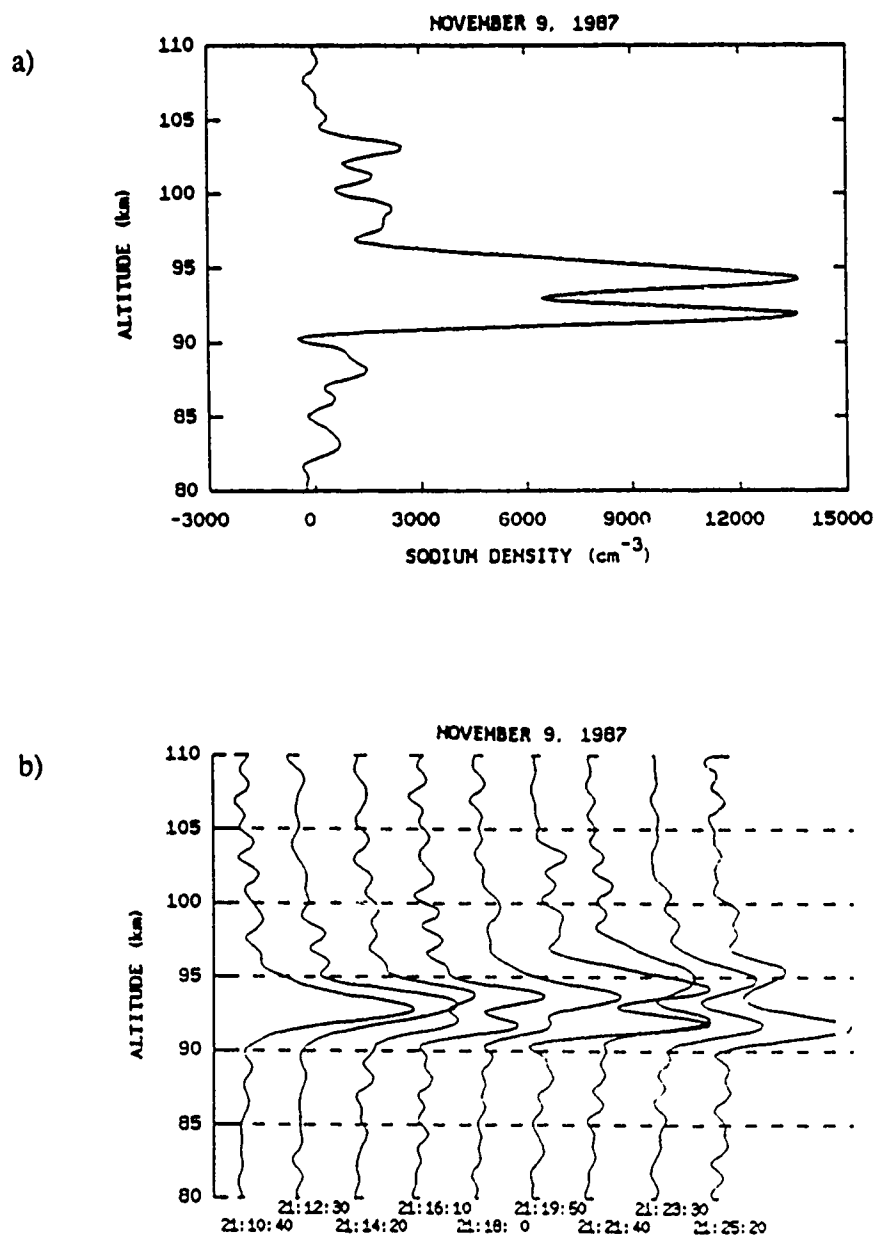 NOVEMBER 9, 1987
a)
110
105
100
95
90
85
80
ALTITUDE (km)
-3000 0 3000 6000 9000 12000 15000
SODIUM DENSITY (cm-3)
NOVEMBER 9, 1987
b)
110
105
100
95
90
85
80
ALTITUDE (km)
21:12:30 21:16:10 21:19:50 21:23:30
21:10:40 21:14:20 21:18: 0 21:21:40 21:25:20